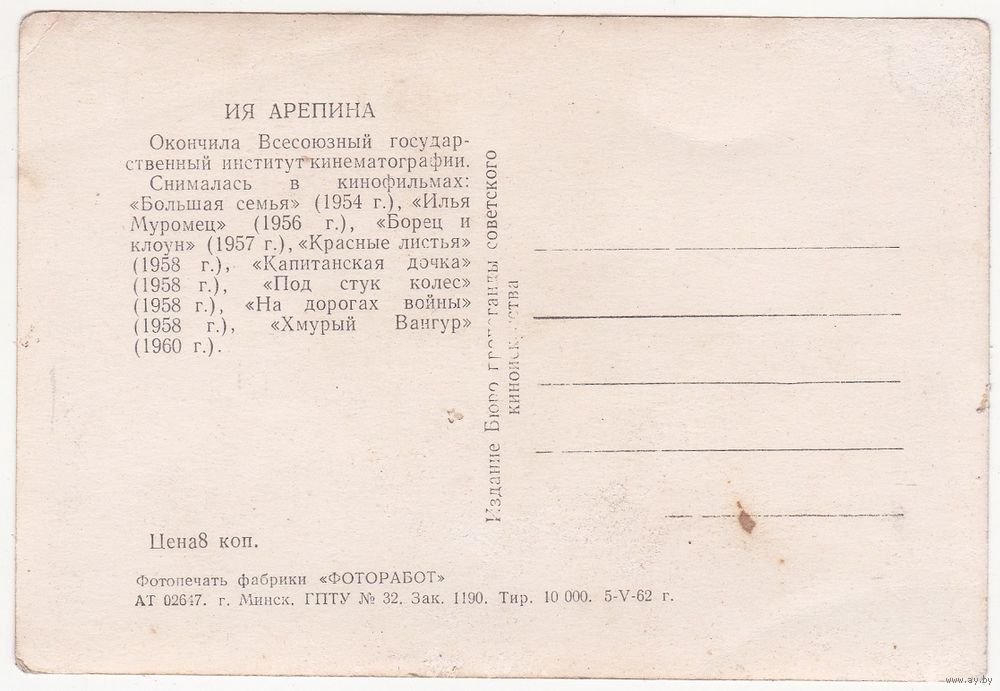 ИЯ АРЕПИНА
Окончила Всесоюзный государ-
ственный институт кинематографии.
Снималась в кинофильмах:
«Большая семья» (1954 г.), «Илья
Муромец» (1956 г.), «Борец и
клоун» (1957 г.), «Красные листья»
(1958 г.), «Капитанская дочка»
(1958 г.), «Под стук колес»
(1958 г.), «На дорогах войны»
(1958 г.), «Хмурый Вангур»
(1960 г.).
Цена8 коп.
Фотопечать фабрики «ФОТОРАБОТ»
АТ 02647. г. Минск. ГПТУ № 32. Зак. 1190. Тир. 10 000. 5-V-62 г.
Издание Бюро пропаганды советского
киноискусства
www.ay.by